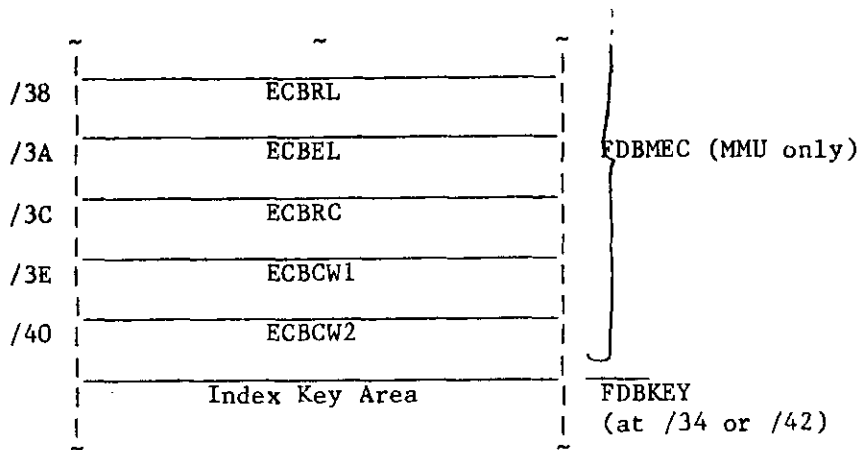 /38 ECBRL
/3A ECBEL FDBMEC (MMU only)
/3C ECBRC
/3E ECBCW1
/40 ECBCW2
Index Key Area FDBKEY
(at /34 or /42)